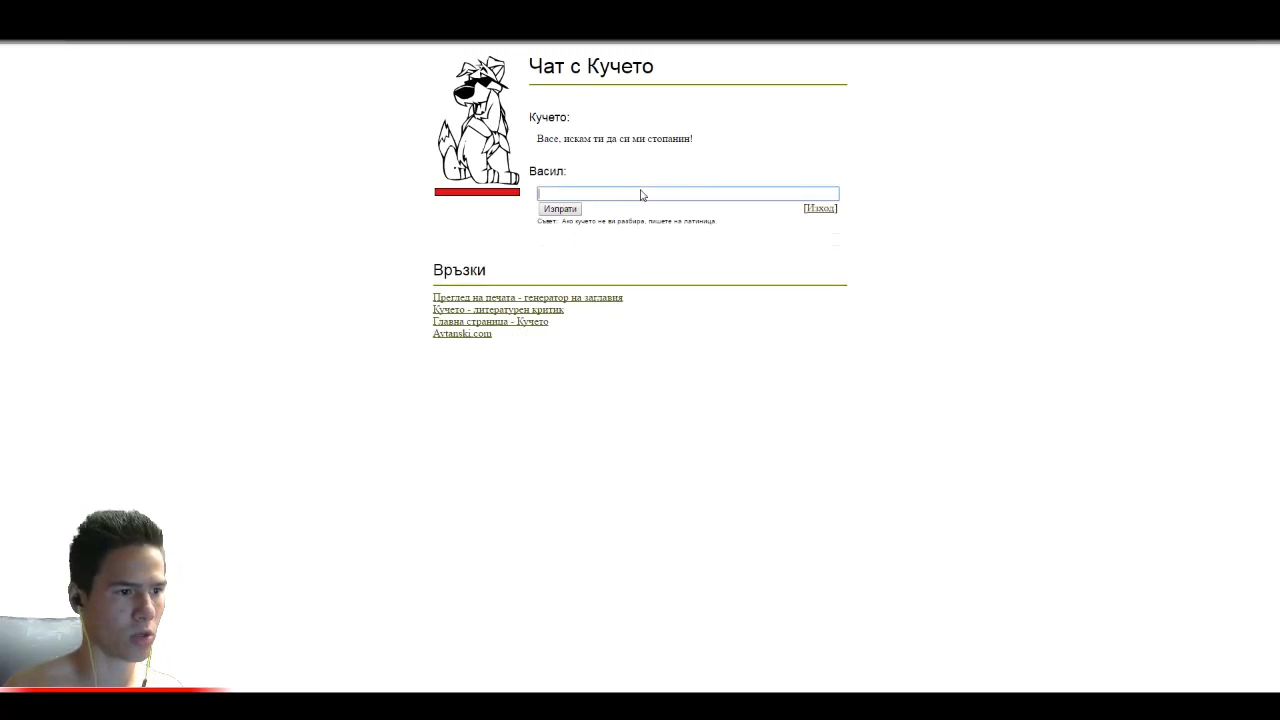 Чат с Кучето
Кучето:
Васе, искам ти да си ми стопанин!
Васил:
Изпрати
[Изход]
Съвет: Ако кучето не ви разбира, пишете на латиница.
Връзки
Преглед на печата - генератор на заглавия
Кучето - литературен критик
Главна страница - Кучето
Avtanski.com